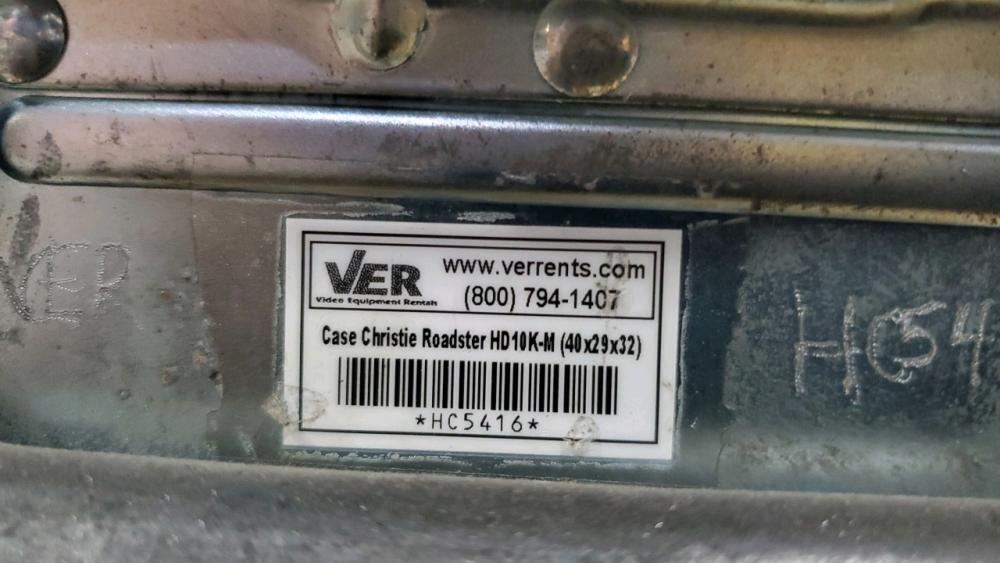 VER
VER
Video Equipment Rentals
www.verrents.com
(800) 794-1407
Case Christie Roadster HD10K-M (40x29x32)
*HC5416*
HC54